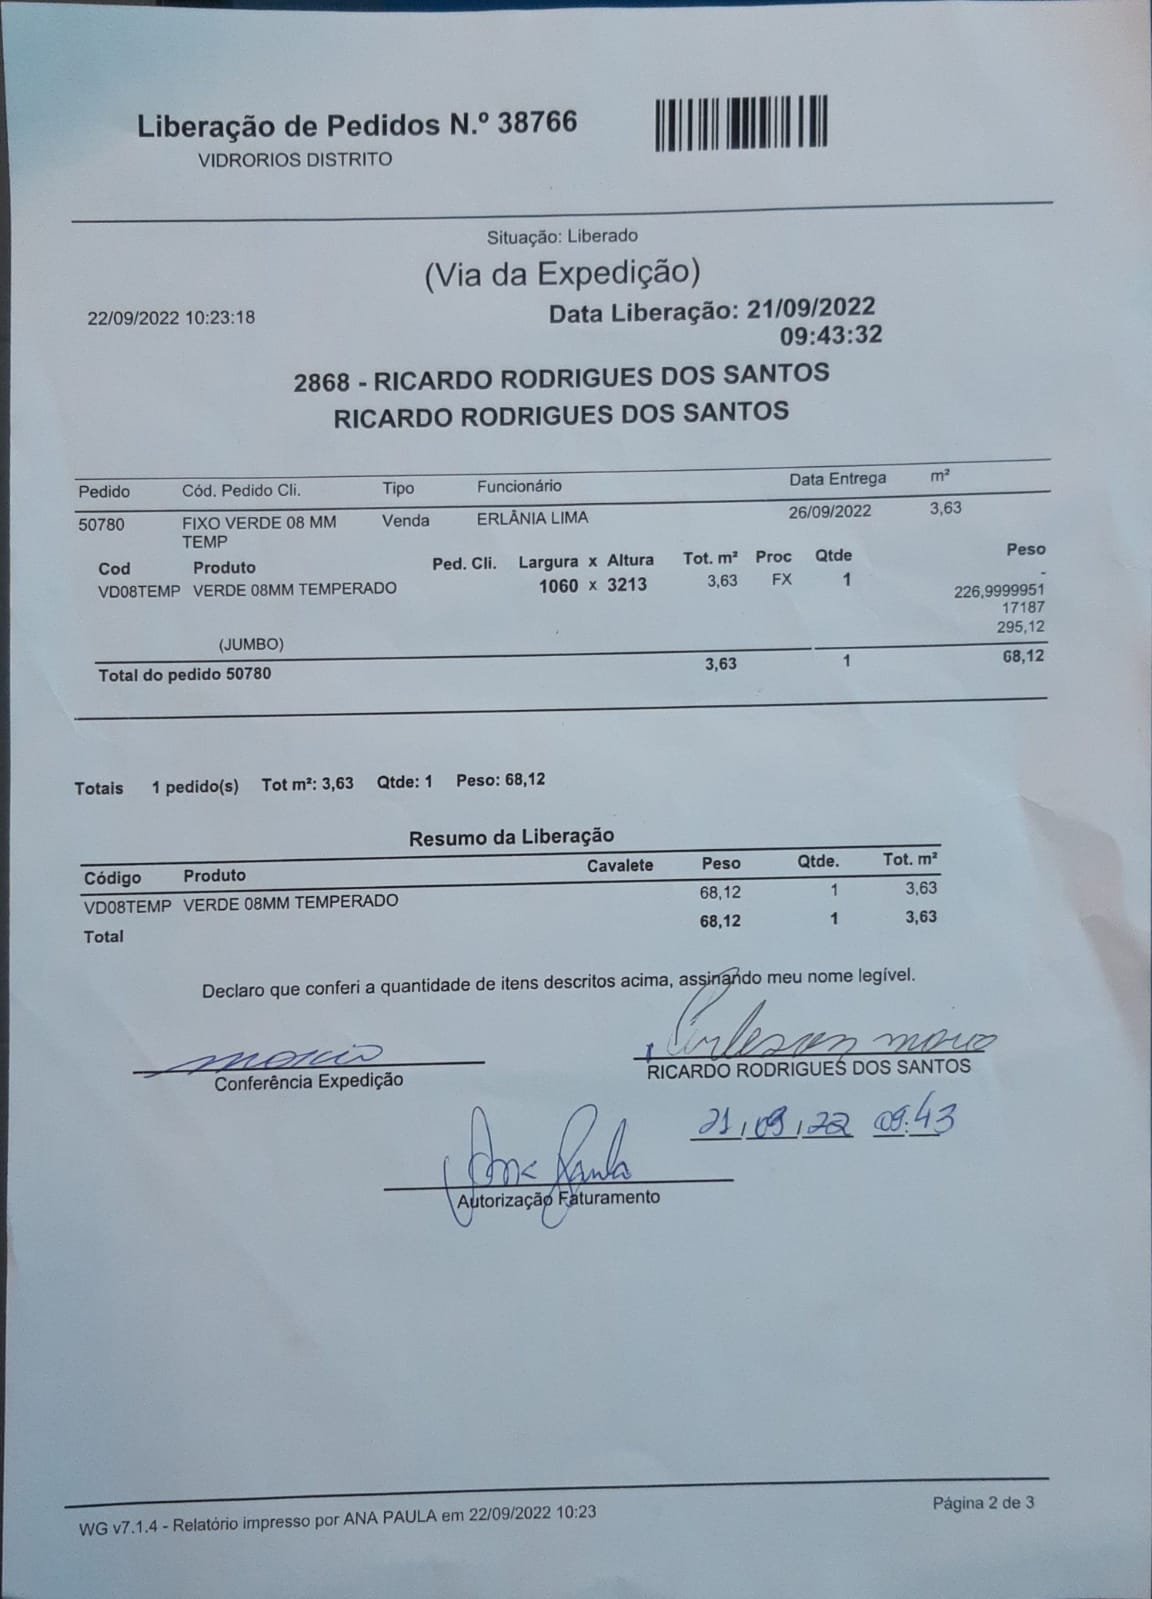 Liberação de Pedidos N.º 38766
VIDRORIOS DISTRITO
Situação: Liberado
(Via da Expedição)
22/09/2022 10:23:18 Data Liberação: 21/09/2022
09:43:32
2868 - RICARDO RODRIGUES DOS SANTOS
RICARDO RODRIGUES DOS SANTOS
Pedido Cód. Pedido Cli. Tipo Funcionário Data Entrega m²
50780 FIXO VERDE 08 MM Venda ERLÂNIA LIMA 26/09/2022 3,63
TEMP
Cod Produto Ped. Cli. Largura x Altura Tot. m² Proc Qtde Peso
VD08TEMP VERDE 08MM TEMPERADO 1060 x 3213 3,63 FX 1 -
226,9999951
17187
(JUMBO) 295,12
Total do pedido 50780 3,63 1 68,12
Totais 1 pedido(s) Tot m²: 3,63 Qtde: 1 Peso: 68,12
Resumo da Liberação
Código Produto Cavalete Peso Qtde. Tot. m²
VD08TEMP VERDE 08MM TEMPERADO 68,12 1 3,63
Total 68,12 1 3,63
Declaro que conferi a quantidade de itens descritos acima, assinando meu nome legível.
Conferência Expedição
RICARDO RODRIGUES DOS SANTOS
21/09/22 09:43
Ana Paula
Autorização Faturamento
WG v7.1.4 - Relatório impresso por ANA PAULA em 22/09/2022 10:23 Página 2 de 3